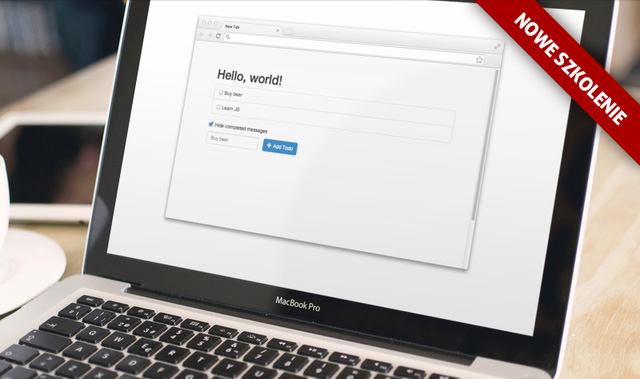 NOWE SZKOLENIE
New Tab
Hello, world!
Buy beer
Learn JS
Hide completed messages
Buy beer
+ Add Todo
MacBook Pro